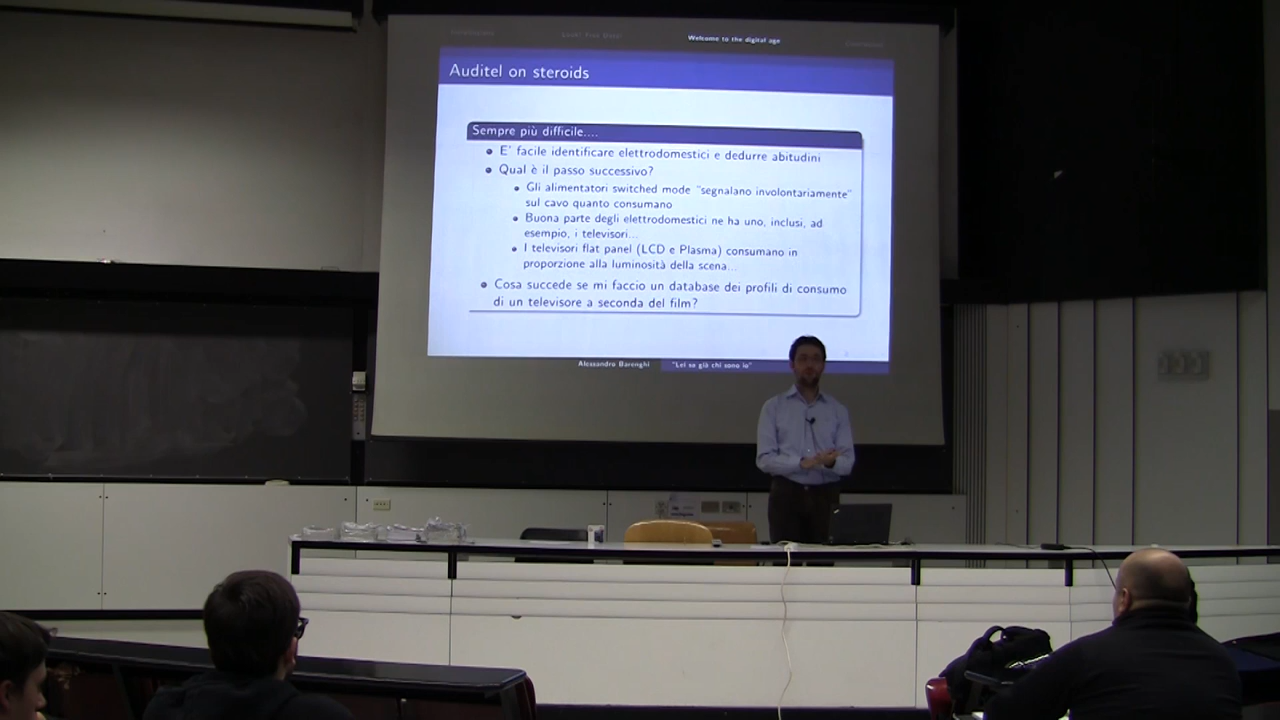 Look! Free Data!
Welcome to the digital age
Auditel on steroids
Sempre più difficile....
E' facile identificare elettrodomestici e dedurre abitudini
Qual è il passo successivo?
Gli alimentatori switched mode "segnalano involontariamente"
sul cavo quanto consumano
Buona parte degli elettrodomestici ne ha uno, inclusi, ad
esempio, i televisori...
I televisori flat panel (LCD e Plasma) consumano in
proporzione alla luminosità della scena...
Cosa succede se mi faccio un database dei profili di consumo
di un televisore a seconda del film?
Alessandro Barenghi
"Lei sa già chi sono io"